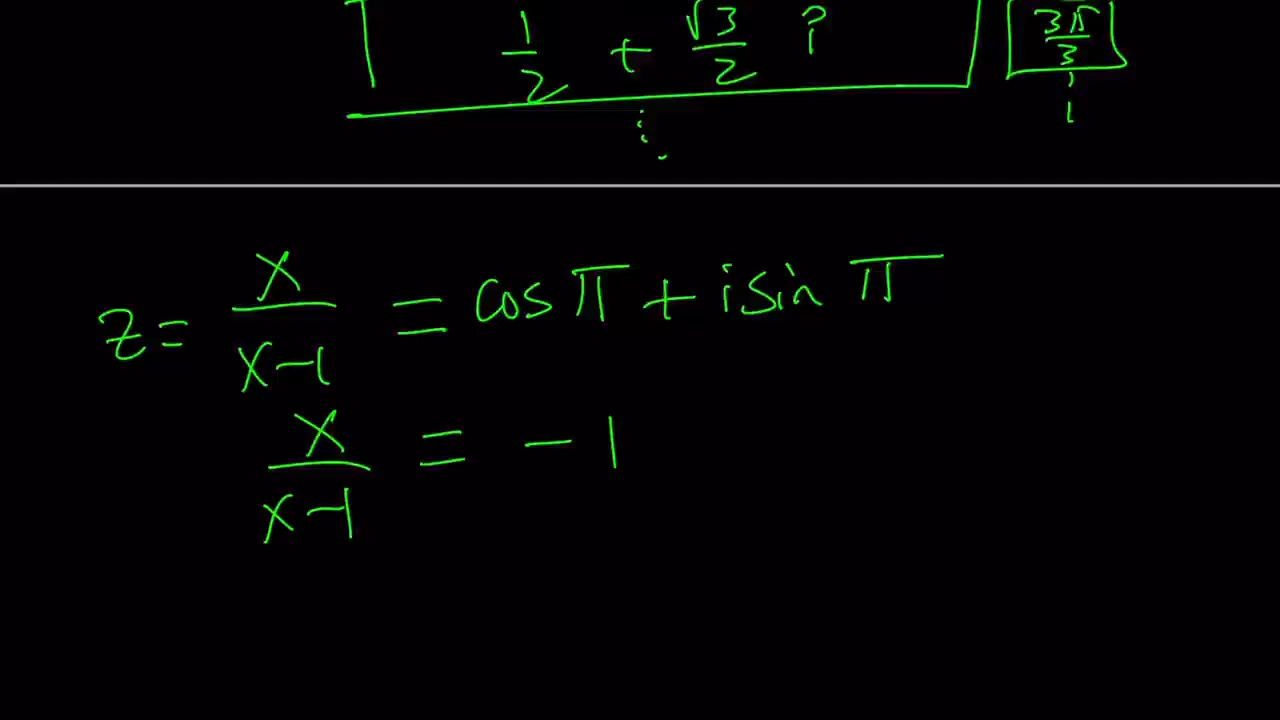 1/2 + √3/2 i 3π/3
z = x/(x-1) = cos π + i sin π
x/(x-1) = -1